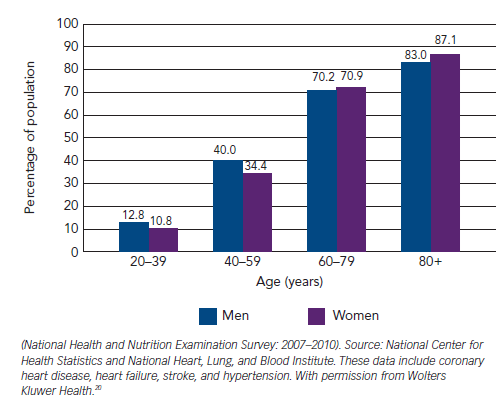 100
90
80
70
60
50
40
30
20
10
0
Percentage of population
12.8 10.8
40.0
34.4
70.2 70.9
83.0
87.1
20–39 40–59 60–79 80+
Age (years)
Men Women
(National Health and Nutrition Examination Survey: 2007–2010). Source: National Center for
Health Statistics and National Heart, Lung, and Blood Institute. These data include coronary
heart disease, heart failure, stroke, and hypertension. With permission from Wolters
Kluwer Health.²⁰